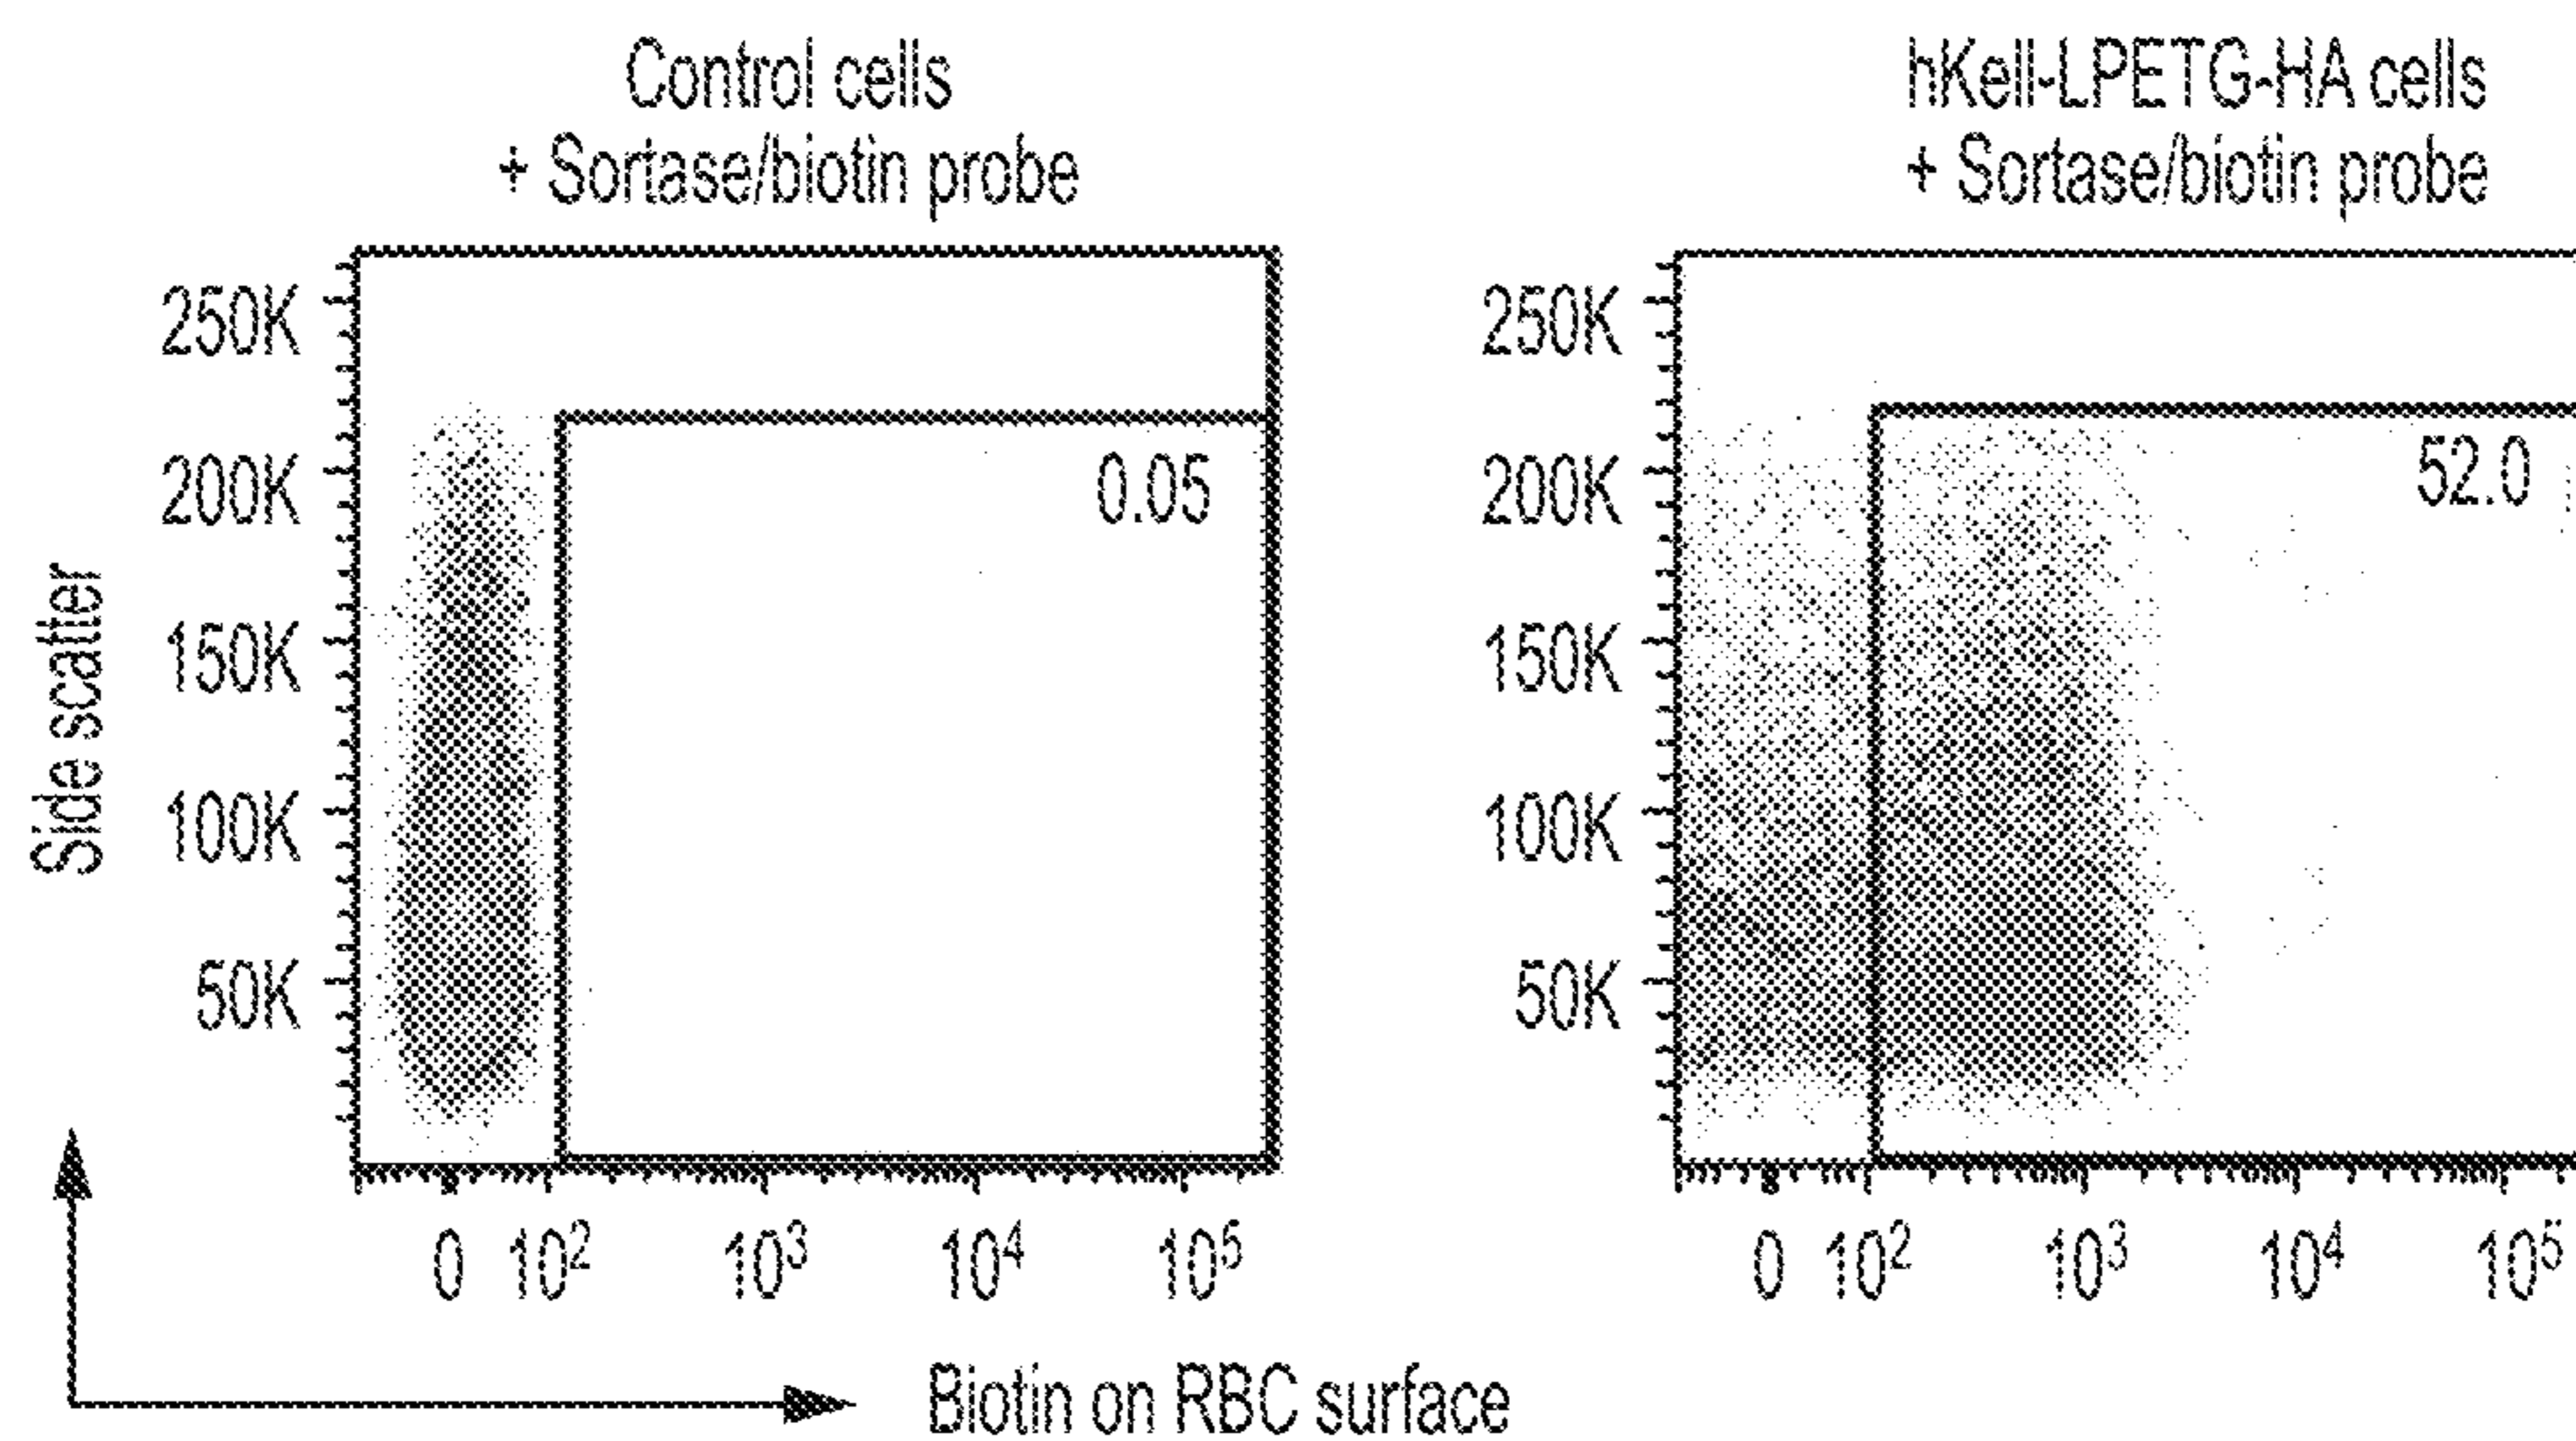 Control cells
+ Sortase/biotin probe
hKell-LPETG-HA cells
+ Sortase/biotin probe
Side scatter
250K
200K
150K
100K
50K
0.05
0 10² 10³ 10⁴ 10⁵
250K
200K
150K
100K
50K
52.0
0 10² 10³ 10⁴ 10⁵
Biotin on RBC surface